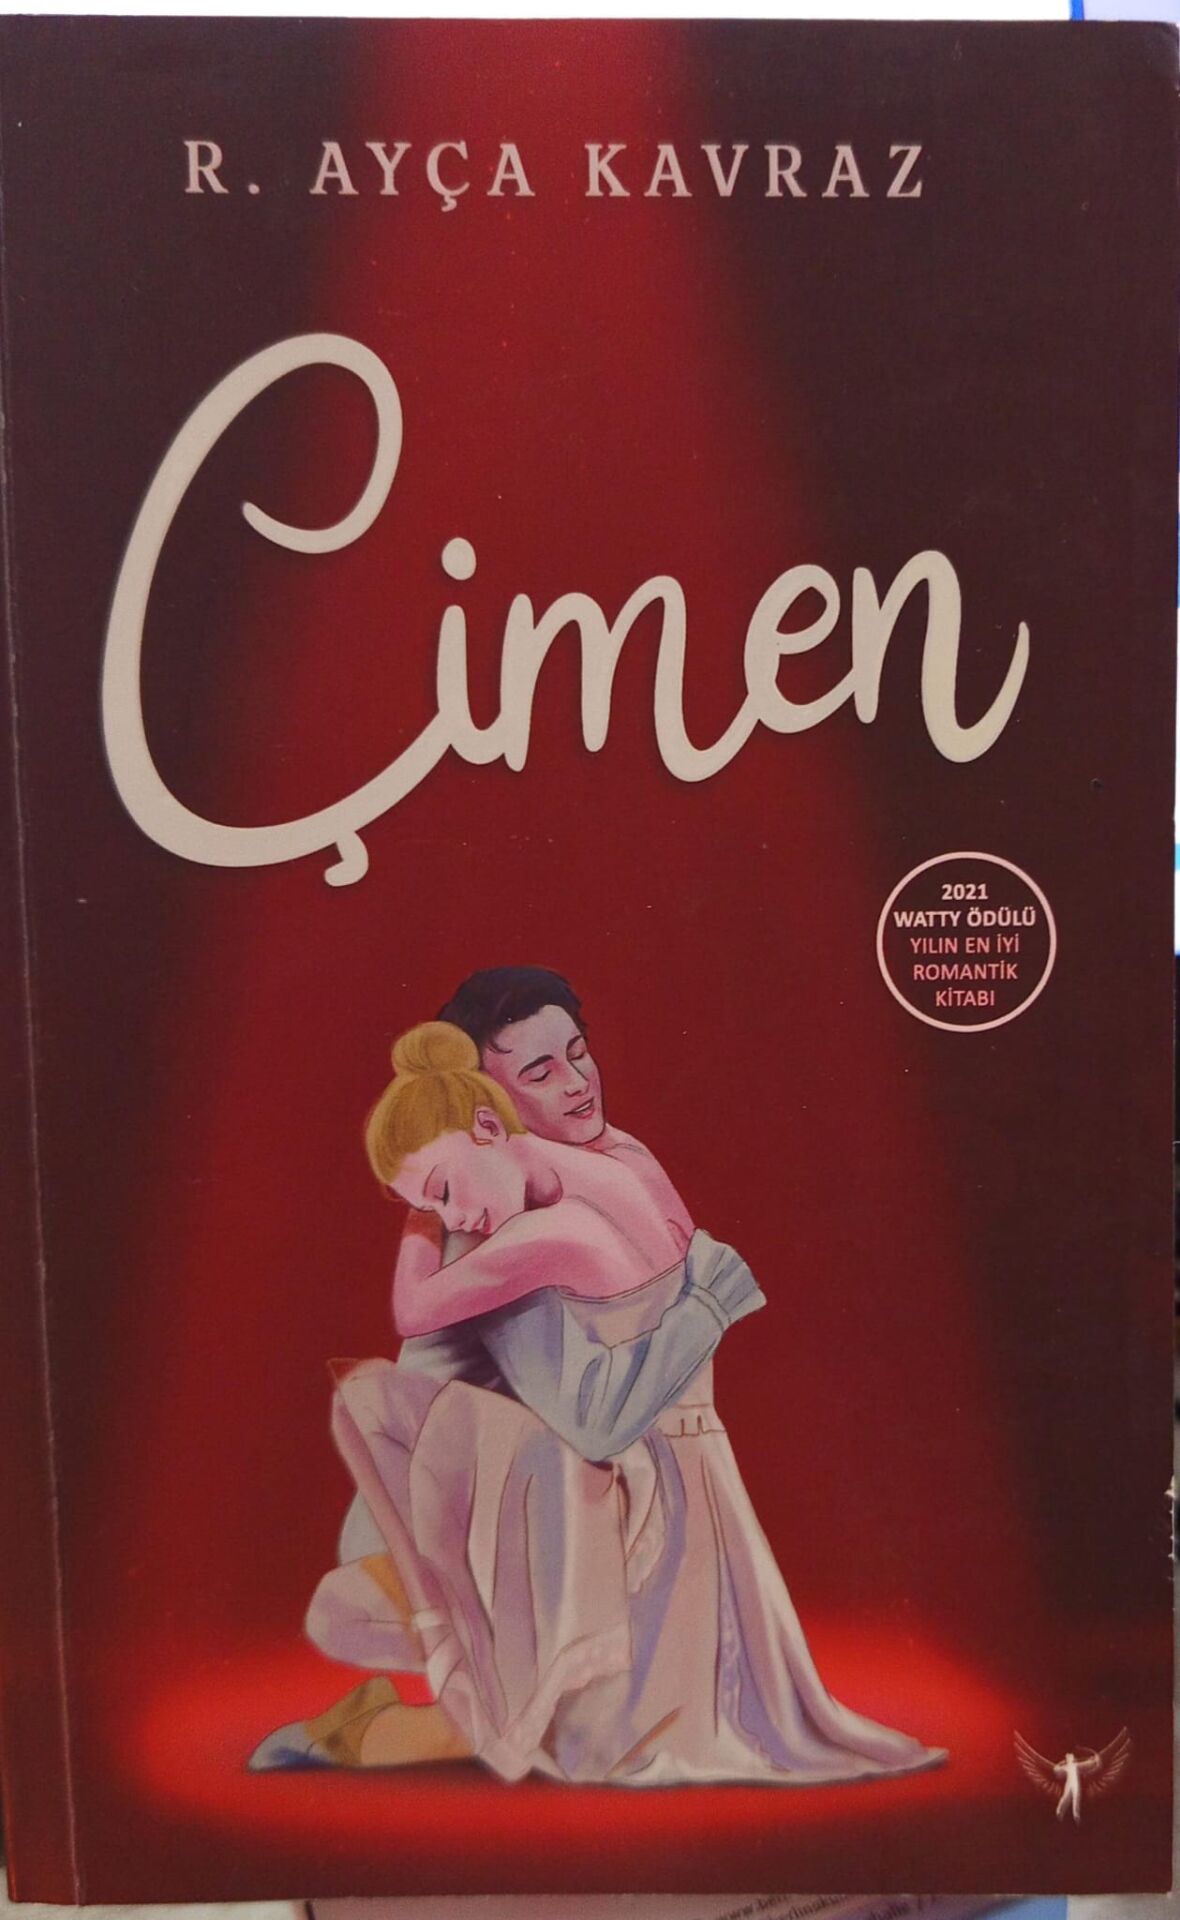 R. AYÇA KAVRAZ
Çimen
2021
WATTY ÖDÜLÜ
YILIN EN İYİ
ROMANTİK
KİTABI